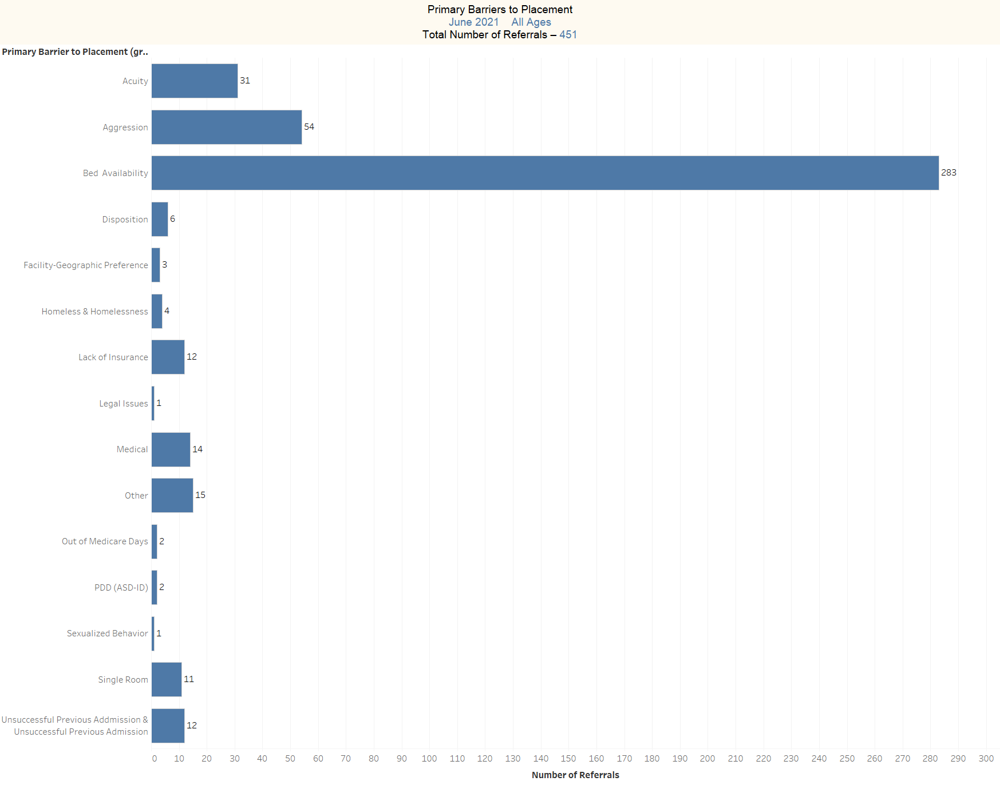 Primary Barriers to Placement
June 2021 All Ages
Total Number of Referrals – 451
Primary Barrier to Placement (gr..
Acuity 31
Aggression 54
Bed Availability 283
Disposition 6
Facility-Geographic Preference 3
Homeless & Homelessness 4
Lack of Insurance 12
Legal Issues 1
Medical 14
Other 15
Out of Medicare Days 2
PDD (ASD-ID) 2
Sexualized Behavior 1
Single Room 11
Unsuccessful Previous Addmission &
Unsuccessful Previous Admission 12
0 10 20 30 40 50 60 70 80 90 100 110 120 130 140 150 160 170 180 190 200 210 220 230 240 250 260 270 280 290 300
Number of Referrals